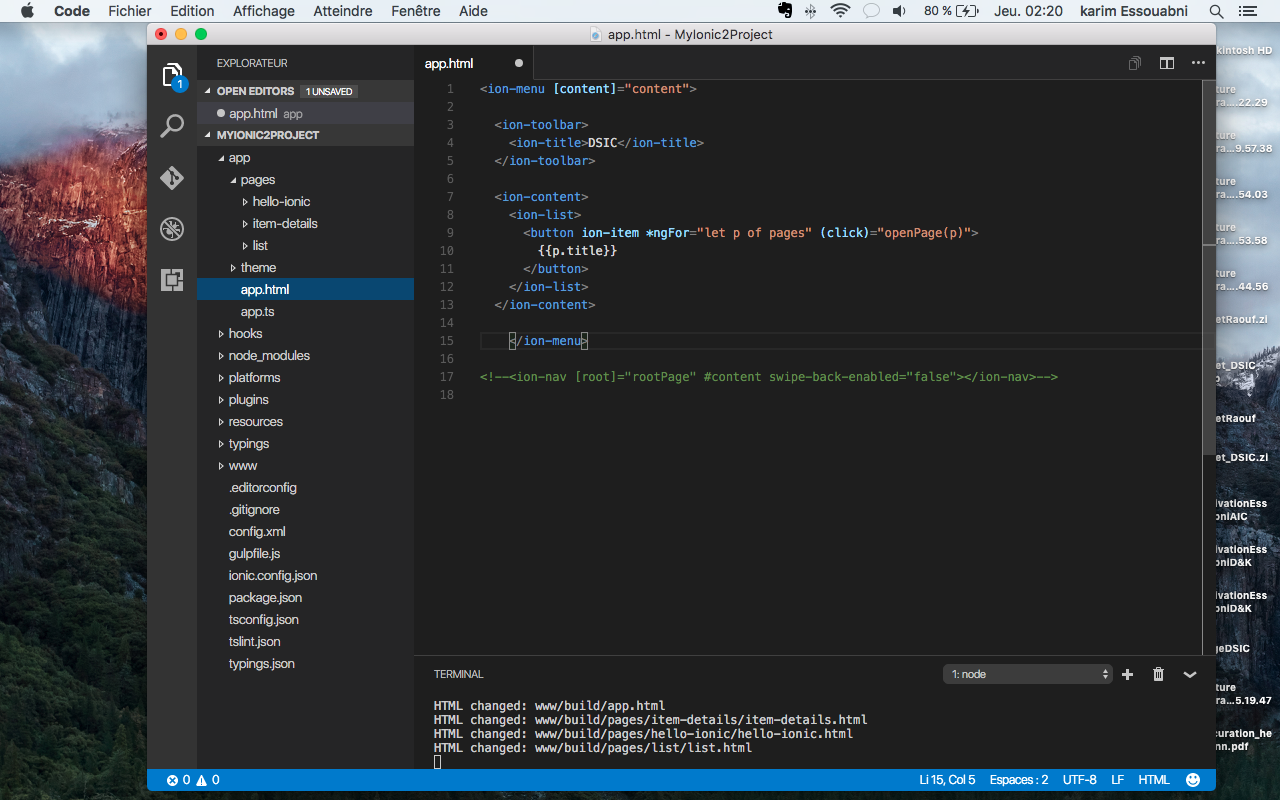 Code Fichier Edition Affichage Atteindre Fenêtre Aide 80 % Jeu. 02:20 karim Essouabni
app.html - MyIonic2Project
EXPLORATEUR
1
OPEN EDITORS 1 UNSAVED
app.html app
MYIONIC2PROJECT
app
pages
hello-ionic
item-details
list
theme
app.html
app.ts
hooks
node_modules
platforms
plugins
resources
typings
www
.editorconfig
.gitignore
config.xml
gulpfile.js
ionic.config.json
package.json
tsconfig.json
tslint.json
typings.json
app.html
1 <ion-menu [content]="content">
2
3 <ion-toolbar>
4 <ion-title>DSIC</ion-title>
5 </ion-toolbar>
6
7 <ion-content>
8 <ion-list>
9 <button ion-item *ngFor="let p of pages" (click)="openPage(p)">
10 {{p.title}}
11 </button>
12 </ion-list>
13 </ion-content>
14
15 </ion-menu>
16
17 <!--<ion-nav [root]="rootPage" #content swipe-back-enabled="false"></ion-nav>-->
18
TERMINAL 1: node
HTML changed: www/build/app.html
HTML changed: www/build/pages/item-details/item-details.html
HTML changed: www/build/pages/hello-ionic/hello-ionic.html
HTML changed: www/build/pages/list/list.html
0 0 Li 15, Col 5 Espaces : 2 UTF-8 LF HTML
kintosh HD
ture
ra....22.29
ture
ra...9.57.38
ture
ra....54.03
ture
ra....53.58
ture
ra....44.56
etRaouf.zi
et_DSIC
p
etRaouf
et_DSIC.zi
ivationEss
oniAIC
ivationEss
oniD&K
ivationEss
oniD&K
geDSIC
ture
ra...5.19.47
curation_he
nn.pdf